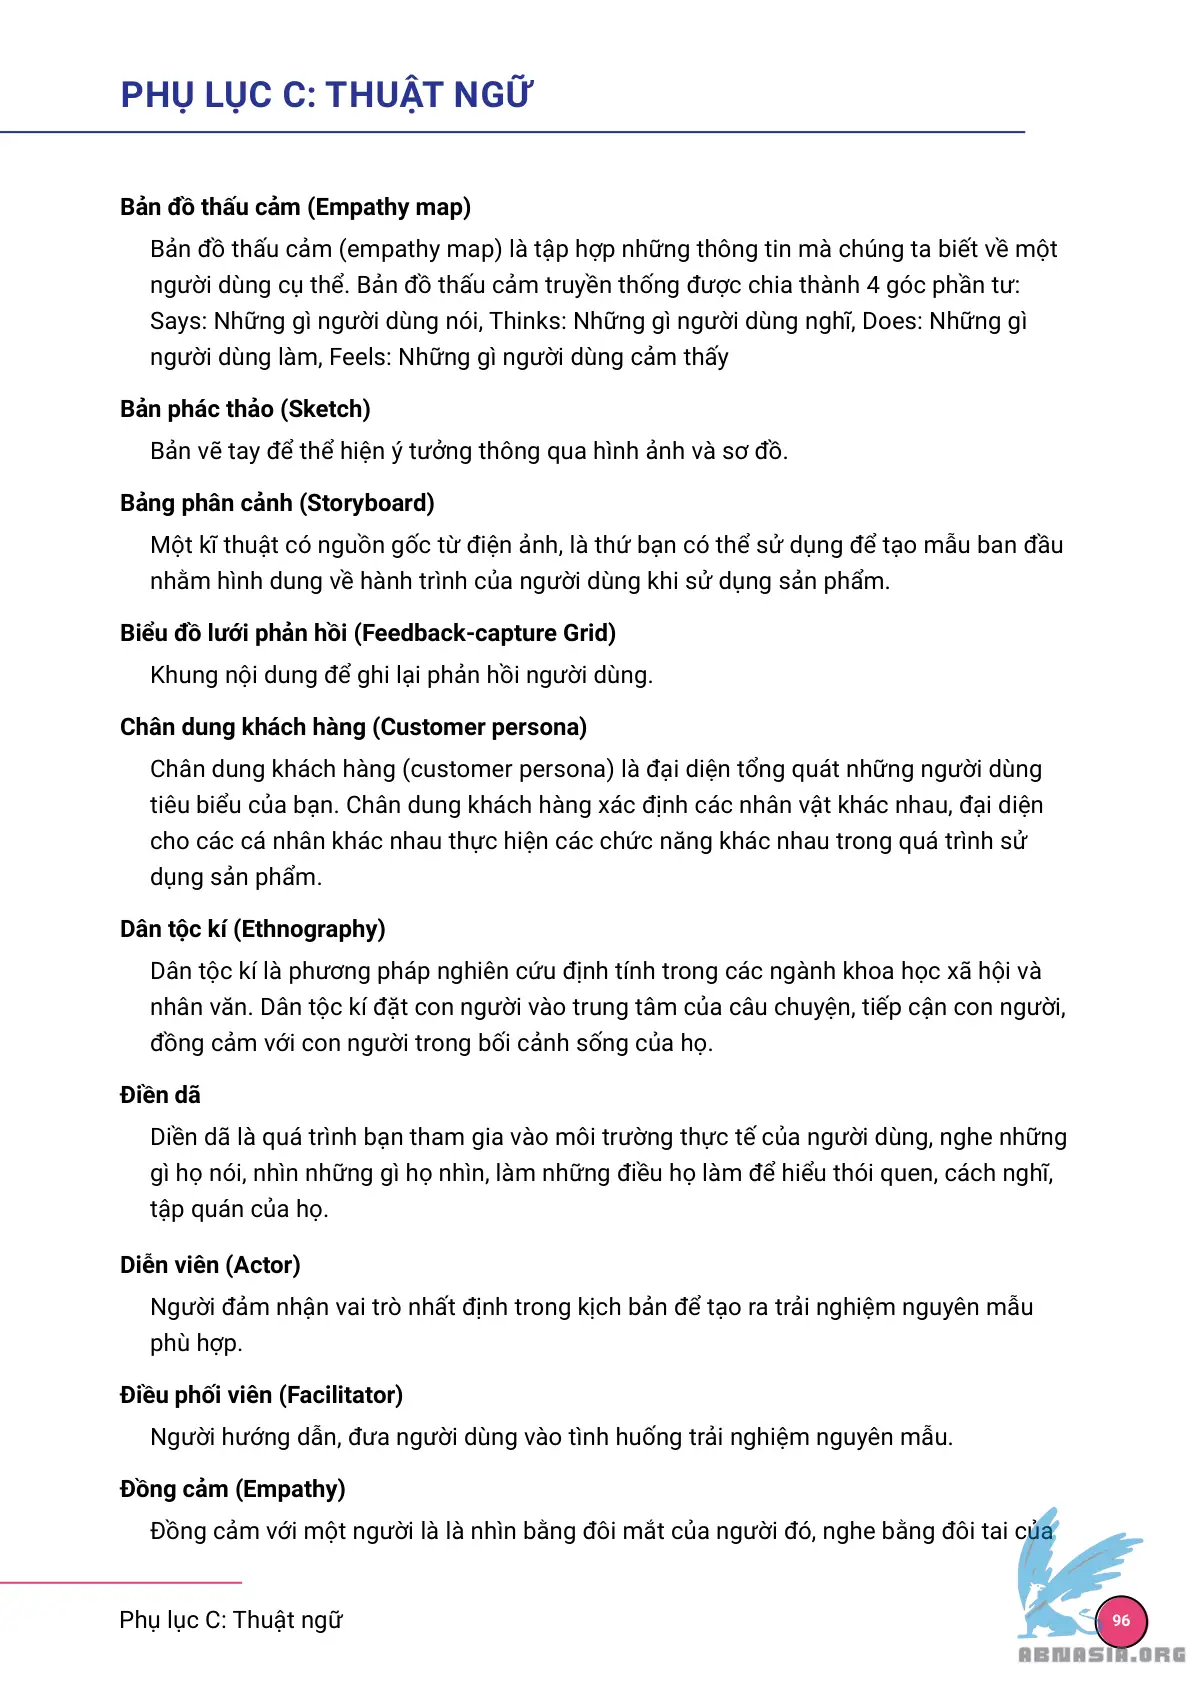 PHỤ LỤC C: THUẬT NGỮ
Bản đồ thấu cảm (Empathy map)
Bản đồ thấu cảm (empathy map) là tập hợp những thông tin mà chúng ta biết về một
người dùng cụ thể. Bản đồ thấu cảm truyền thống được chia thành 4 góc phần tư:
Says: Những gì người dùng nói, Thinks: Những gì người dùng nghĩ, Does: Những gì
người dùng làm, Feels: Những gì người dùng cảm thấy
Bản phác thảo (Sketch)
Bản vẽ tay để thể hiện ý tưởng thông qua hình ảnh và sơ đồ.
Bảng phân cảnh (Storyboard)
Một kĩ thuật có nguồn gốc từ điện ảnh, là thứ bạn có thể sử dụng để tạo mẫu ban đầu
nhằm hình dung về hành trình của người dùng khi sử dụng sản phẩm.
Biểu đồ lưới phản hồi (Feedback-capture Grid)
Khung nội dung để ghi lại phản hồi người dùng.
Chân dung khách hàng (Customer persona)
Chân dung khách hàng (customer persona) là đại diện tổng quát những người dùng
tiêu biểu của bạn. Chân dung khách hàng xác định các nhân vật khác nhau, đại diện
cho các cá nhân khác nhau thực hiện các chức năng khác nhau trong quá trình sử
dụng sản phẩm.
Dân tộc kí (Ethnography)
Dân tộc kí là phương pháp nghiên cứu định tính trong các ngành khoa học xã hội và
nhân văn. Dân tộc kí đặt con người vào trung tâm của câu chuyện, tiếp cận con người,
đồng cảm với con người trong bối cảnh sống của họ.
Điền dã
Diền dã là quá trình bạn tham gia vào môi trường thực tế của người dùng, nghe những
gì họ nói, nhìn những gì họ nhìn, làm những điều họ làm để hiểu thói quen, cách nghĩ,
tập quán của họ.
Diễn viên (Actor)
Người đảm nhận vai trò nhất định trong kịch bản để tạo ra trải nghiệm nguyên mẫu
phù hợp.
Điều phối viên (Facilitator)
Người hướng dẫn, đưa người dùng vào tình huống trải nghiệm nguyên mẫu.
Đồng cảm (Empathy)
Đồng cảm với một người là là nhìn bằng đôi mắt của người đó, nghe bằng đôi tai của
Phụ lục C: Thuật ngữ
96
ABNASIA.ORG